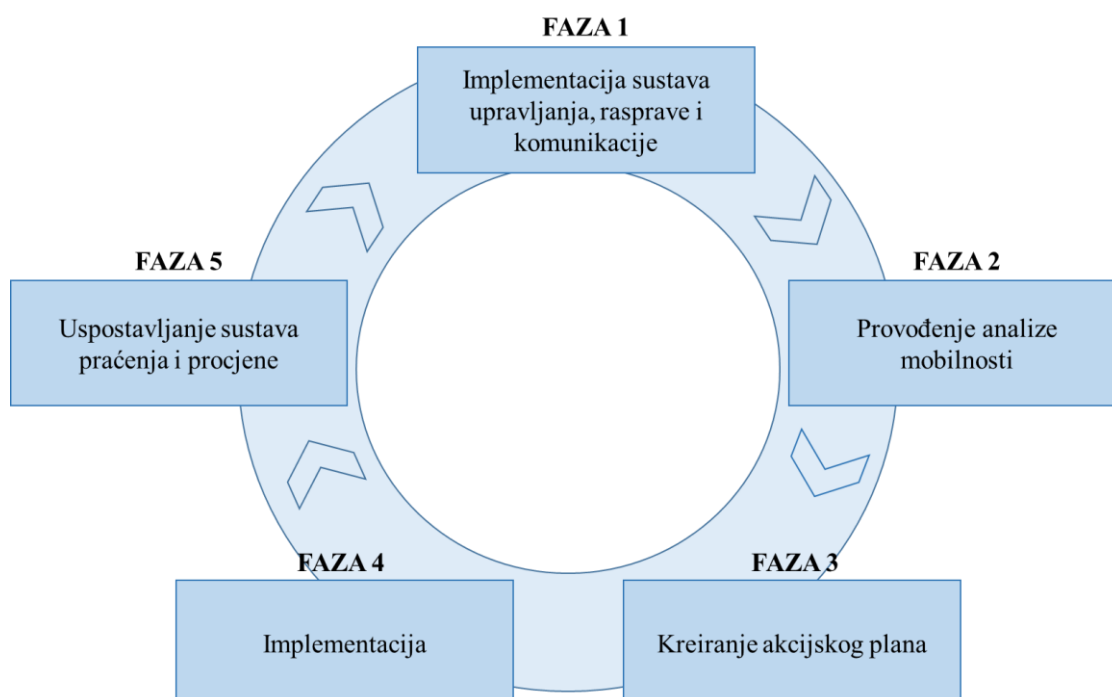 FAZA 1
Implementacija sustava
upravljanja, rasprave i
komunikacije
FAZA 2
Provođenje analize
mobilnosti
FAZA 3
Kreiranje akcijskog plana
FAZA 4
Implementacija
FAZA 5
Uspostavljanje sustava
praćenja i procjene